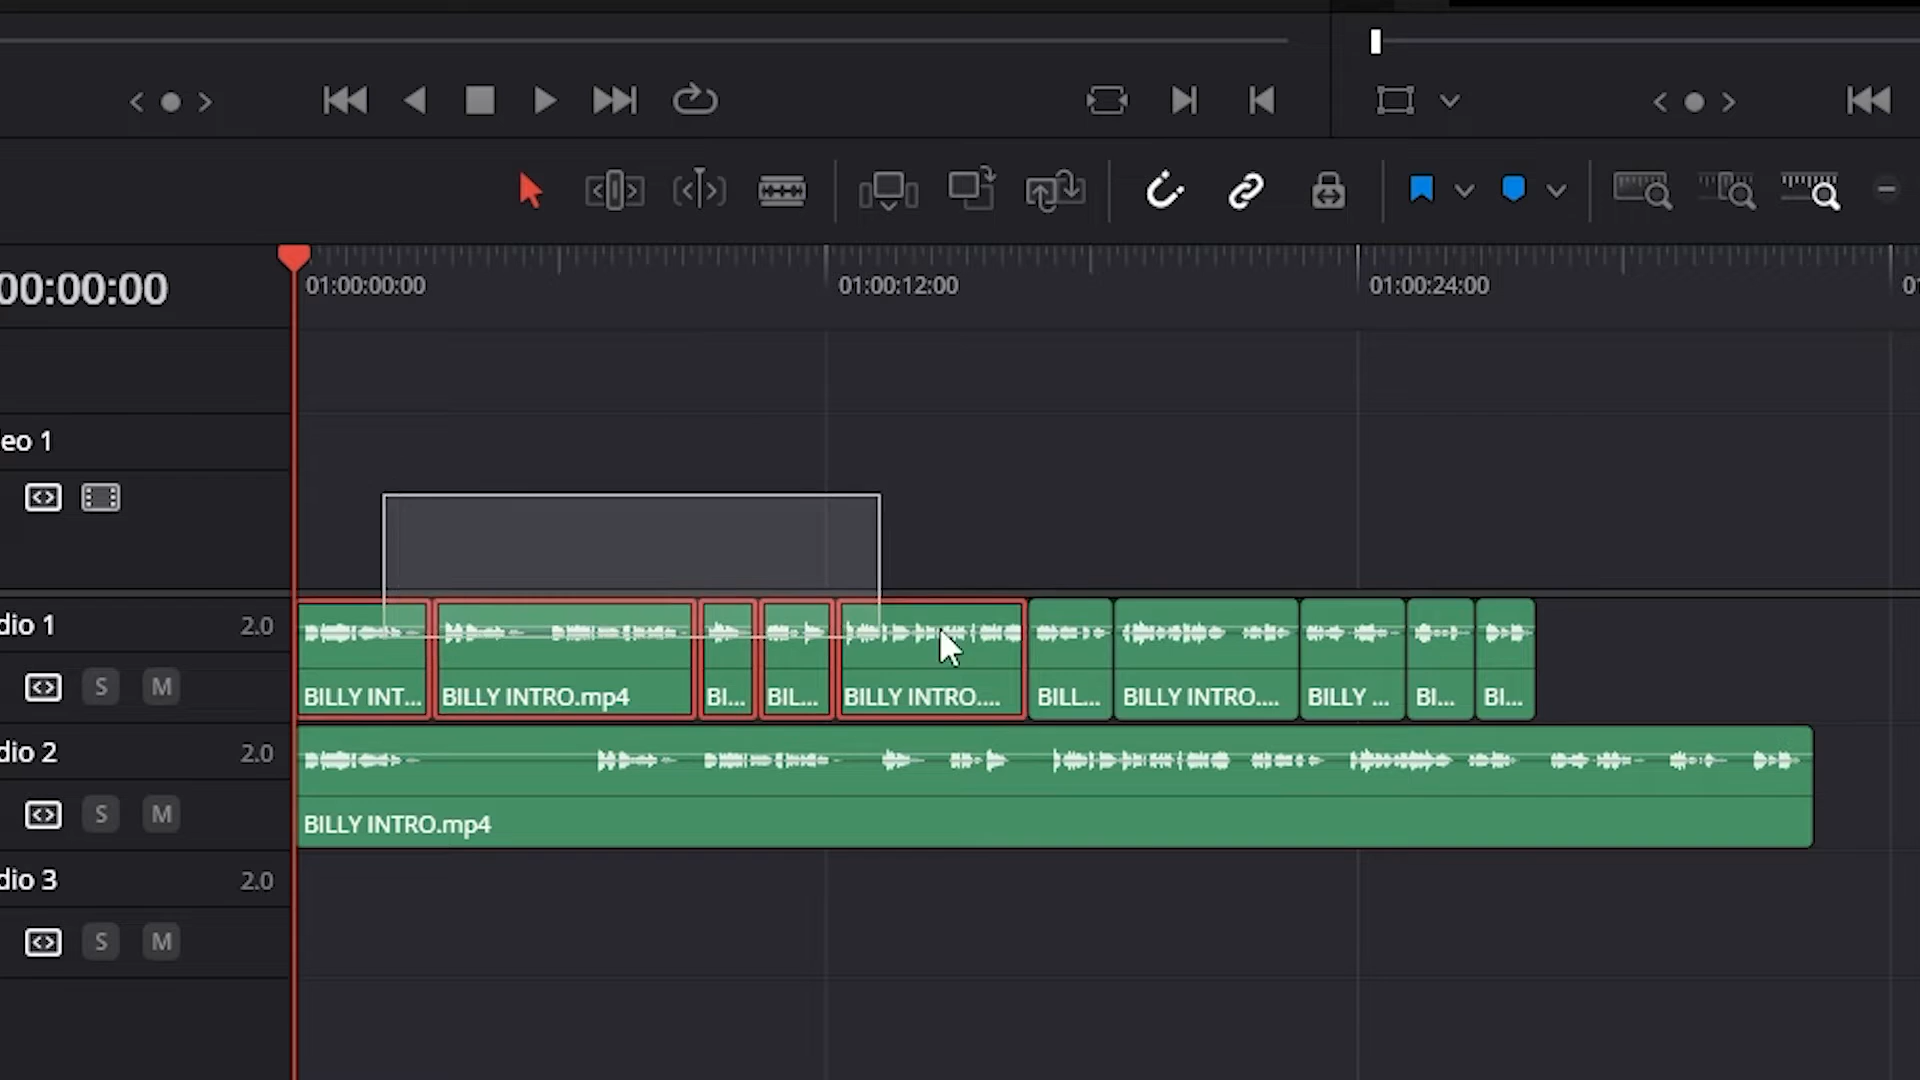 00:00:00
01:00:00:00
01:00:12:00
01:00:24:00
01
eo 1
dio 1
2.0
S
M
BILLY INT...
BILLY INTRO.mp4
BI...
BIL...
BILLY INTRO....
BILL...
BILLY INTRO....
BILLY ...
BI...
BI...
dio 2
2.0
S
M
BILLY INTRO.mp4
dio 3
2.0
S
M